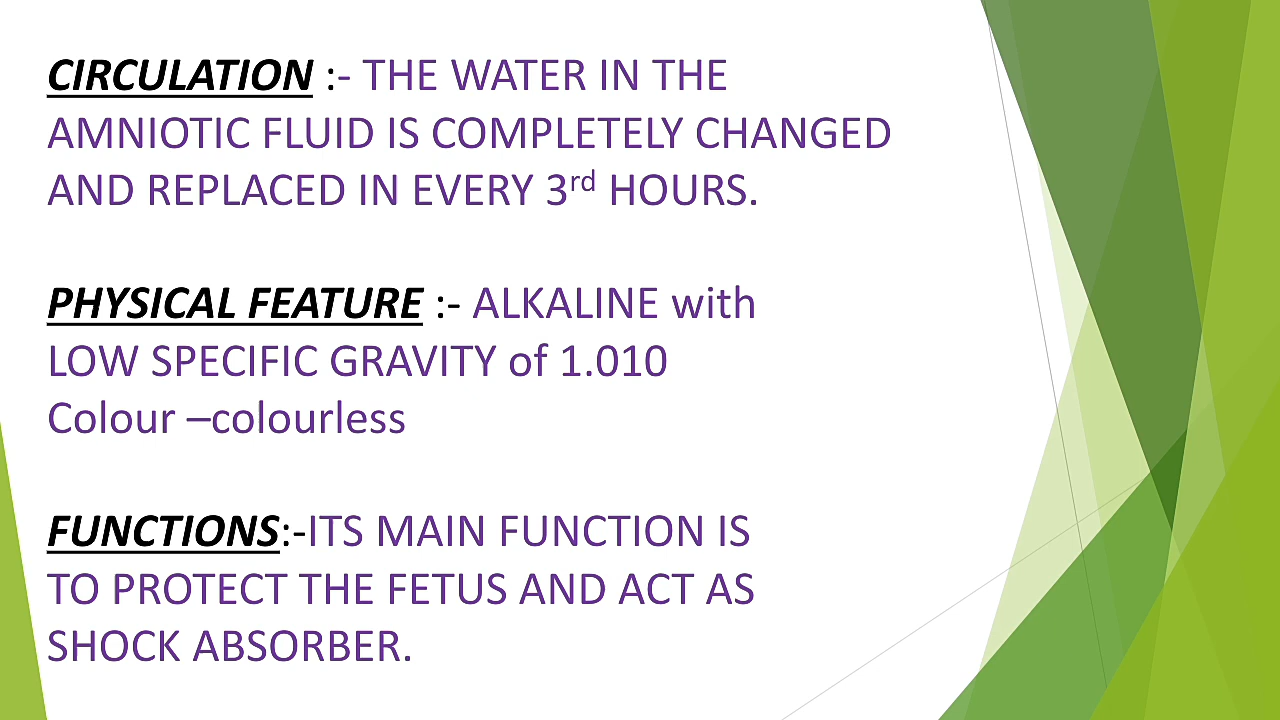 CIRCULATION :- THE WATER IN THE
AMNIOTIC FLUID IS COMPLETELY CHANGED
AND REPLACED IN EVERY 3rd HOURS.
PHYSICAL FEATURE :- ALKALINE with
LOW SPECIFIC GRAVITY of 1.010
Colour –colourless
FUNCTIONS:-ITS MAIN FUNCTION IS
TO PROTECT THE FETUS AND ACT AS
SHOCK ABSORBER.